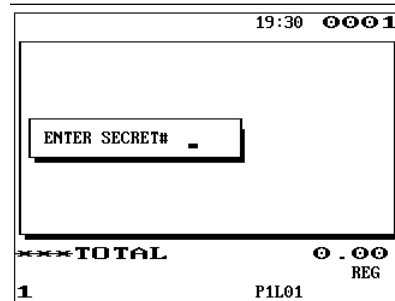 19:30 0001
ENTER SECRET# _
***TOTAL 0.00
REG
1 P1L01